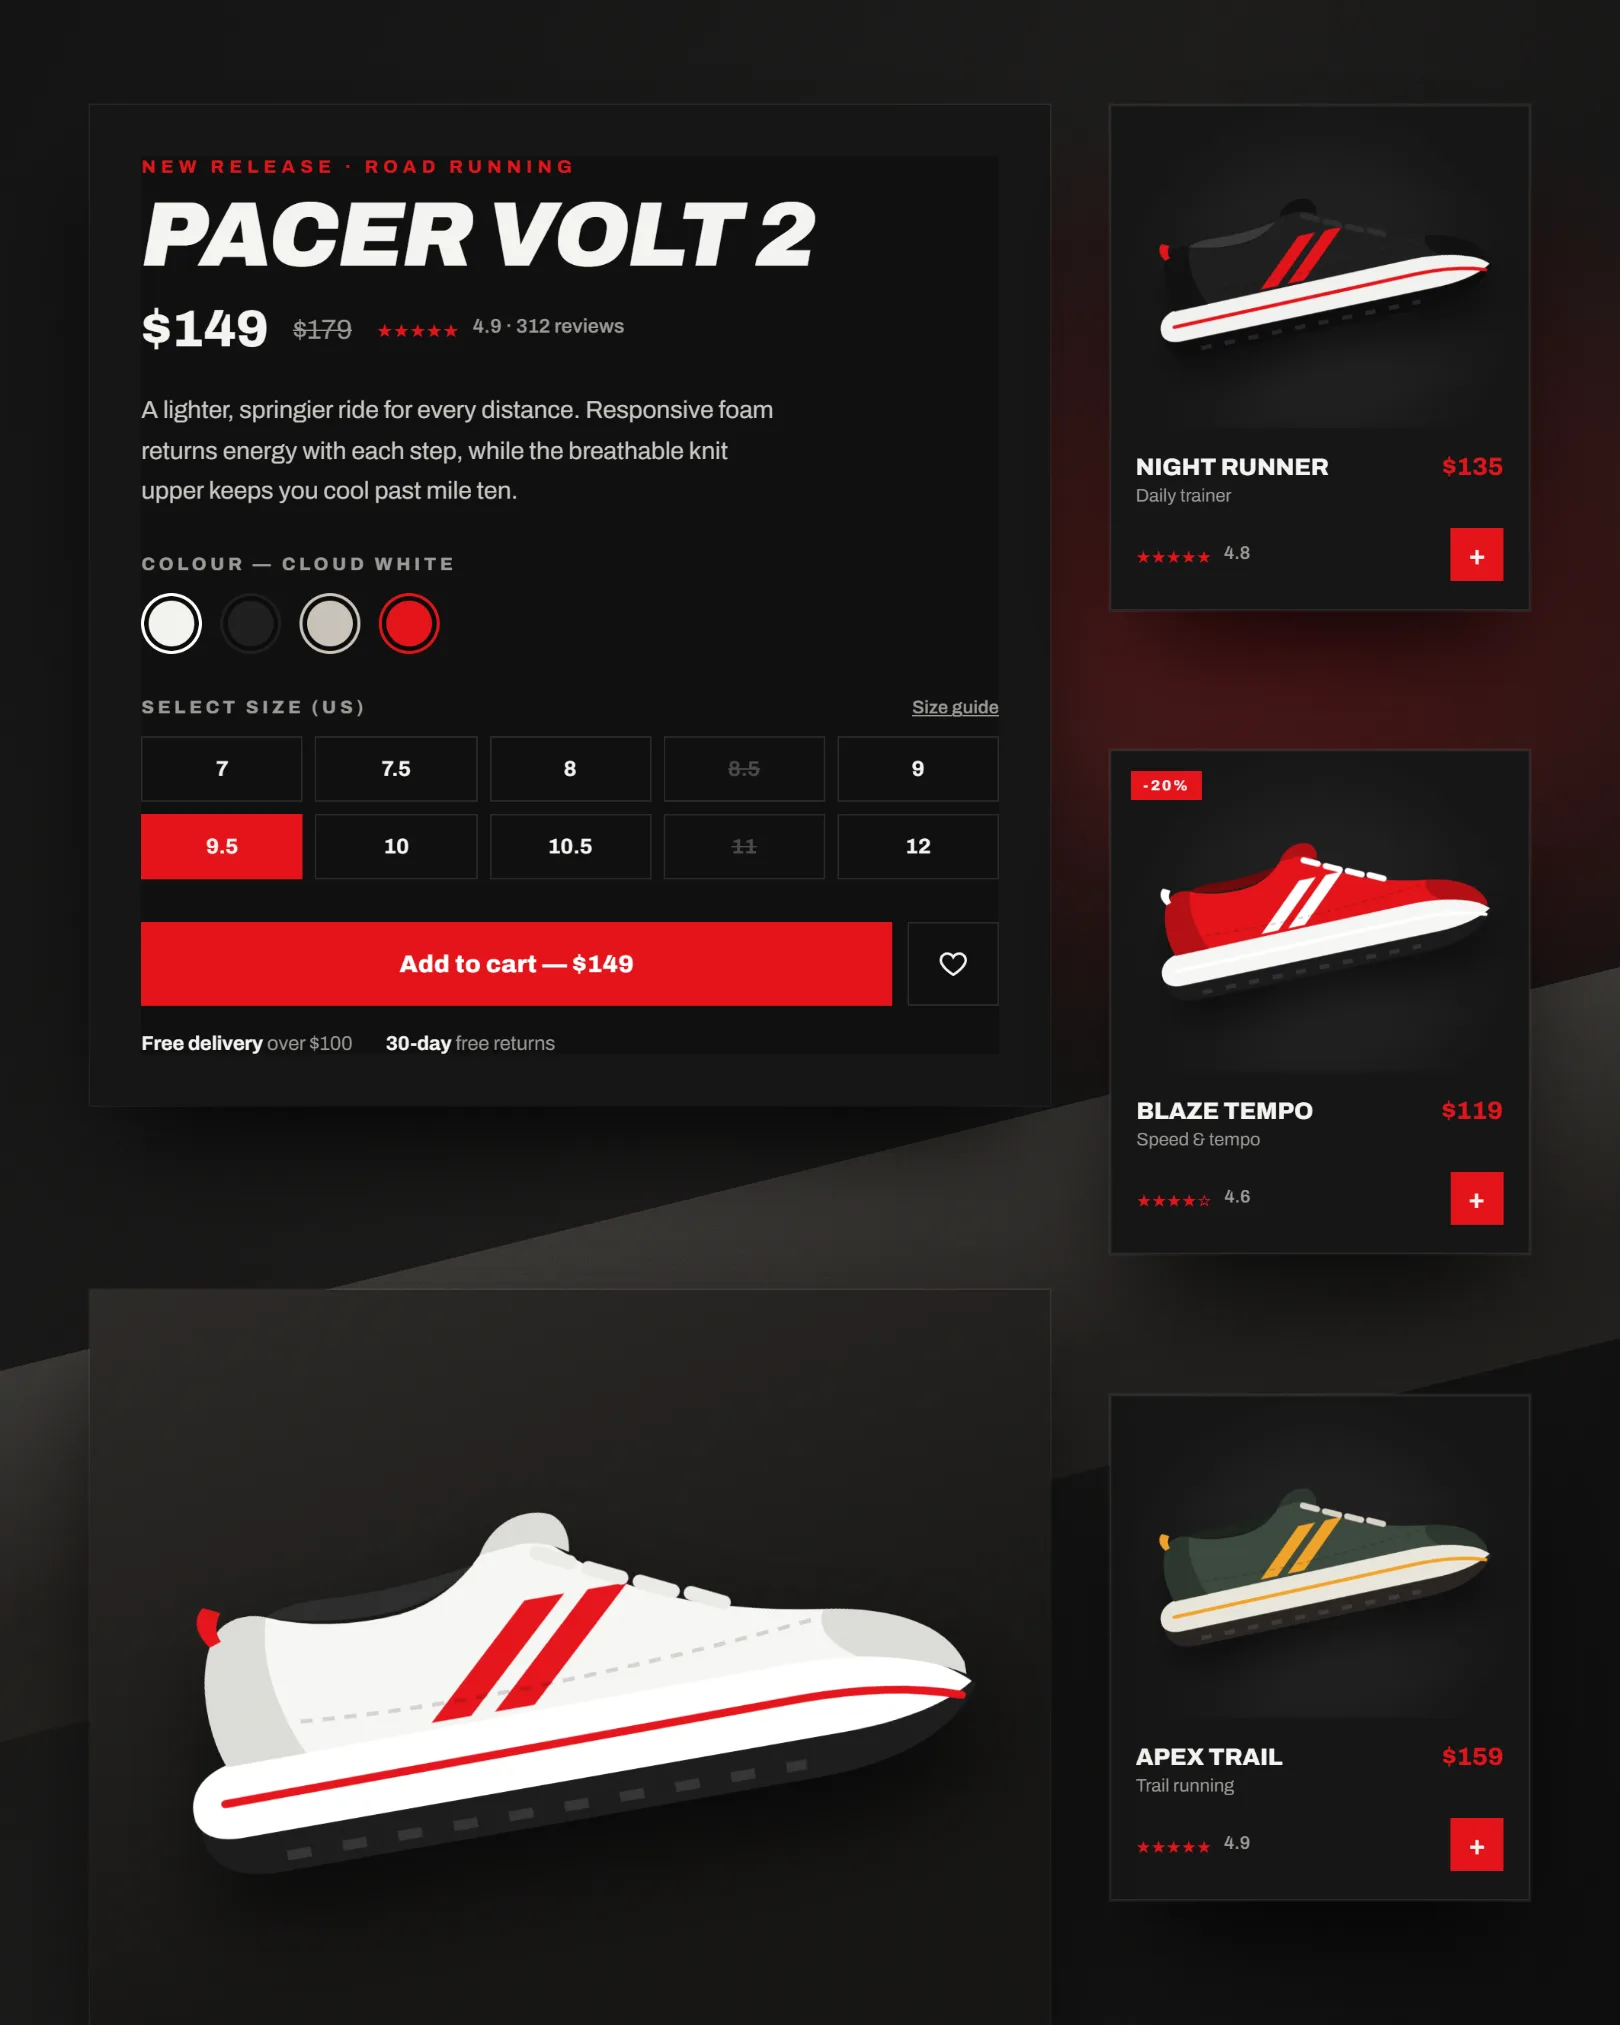 NEW RELEASE · ROAD RUNNING
PACER VOLT 2
$149 $179 ★★★★★ 4.9 · 312 reviews
A lighter, springier ride for every distance. Responsive foam
returns energy with each step, while the breathable knit
upper keeps you cool past mile ten.
COLOUR — CLOUD WHITE
SELECT SIZE (US) Size guide
7 7.5 8 8.5 9
9.5 10 10.5 11 12
Add to cart — $149
Free delivery over $100 30-day free returns
NIGHT RUNNER $135
Daily trainer
★★★★★ 4.8 +
-20%
BLAZE TEMPO $119
Speed & tempo
★★★★☆ 4.6 +
APEX TRAIL $159
Trail running
★★★★★ 4.9 +